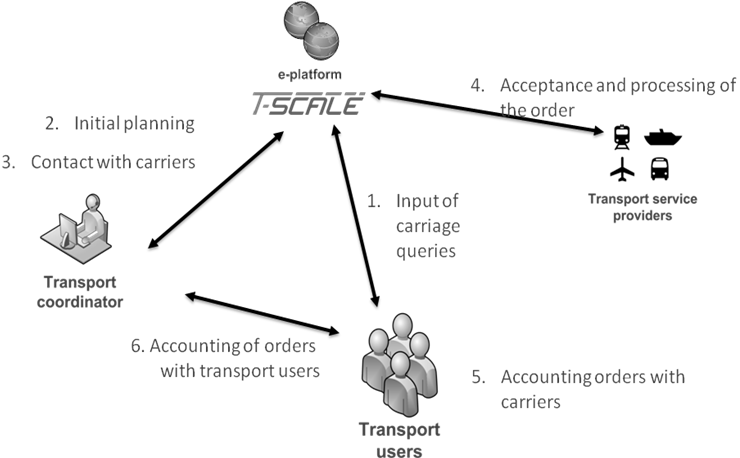 e-platform
T-SCALE
4. Acceptance and processing of
the order
2. Initial planning
3. Contact with carriers
Transport service
providers
1. Input of
carriage
queries
Transport
coordinator
6. Accounting of orders
with transport users
5. Accounting orders with
carriers
Transport
users